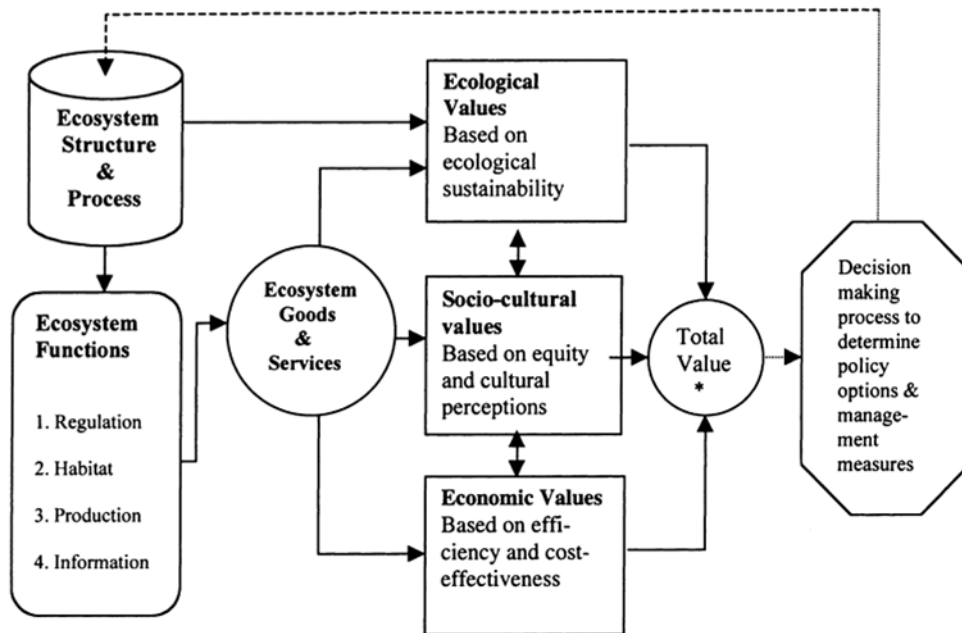 Ecosystem
Structure
&
Process
Ecosystem
Functions
1. Regulation
2. Habitat
3. Production
4. Information
Ecosystem
Goods
&
Services
Ecological
Values
Based on
ecological
sustainability
Socio-cultural
values
Based on equity
and cultural
perceptions
Economic Values
Based on effi-
ciency and cost-
effectiveness
Total
Value
*
Decision
making
process to
determine
policy
options &
manage-
ment
measures